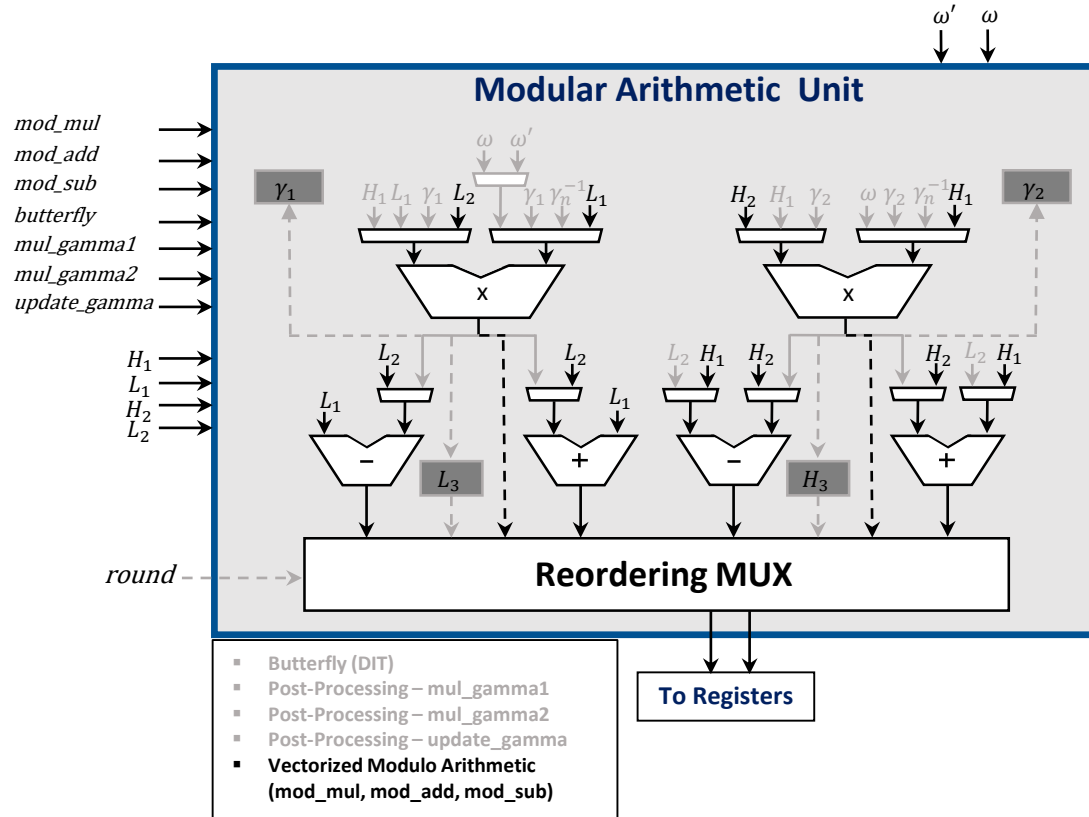 ω′ ω
Modular Arithmetic Unit
mod_mul
mod_add
mod_sub
butterfly
mul_gamma1
mul_gamma2
update_gamma
H₁
L₁
H₂
L₂
ω ω′
γ₁
H₁ L₁ γ₁ L₂
γ₁ γₙ⁻¹ L₁
H₂ H₁ γ₂
ω γ₂ γₙ⁻¹ H₁
γ₂
x
x
L₂
L₂
L₂ H₁ H₂
H₂ L₂ H₁
L₁
L₁
−
+
−
+
L₃
H₃
round
Reordering MUX
To Registers
▪ Butterfly (DIT)
▪ Post-Processing – mul_gamma1
▪ Post-Processing – mul_gamma2
▪ Post-Processing – update_gamma
▪ Vectorized Modulo Arithmetic
(mod_mul, mod_add, mod_sub)